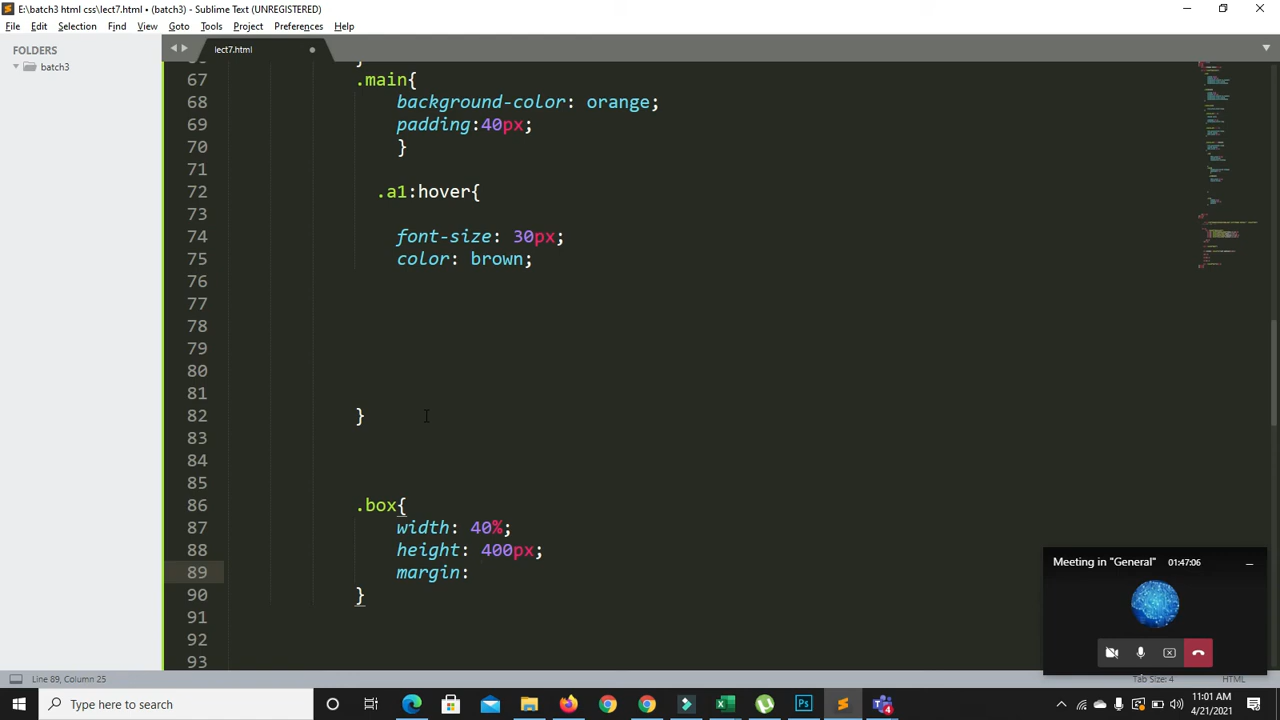 E:\batch3 html css\lect7.html • (batch3) - Sublime Text (UNREGISTERED)
File Edit Selection Find View Goto Tools Project Preferences Help
FOLDERS
batch3
lect7.html
67 .main{
68 background-color: orange;
69 padding:40px;
70 }
71
72 .a1:hover{
73
74 font-size: 30px;
75 color: brown;
76
77
78
79
80
81
82 }
83
84
85
86 .box{
87 width: 40%;
88 height: 400px;
89 margin:
90 }
91
92
93
Meeting in "General" 01:47:06
Line 89, Column 25
Tab Size: 4 HTML
Type here to search
11:01 AM
4/21/2021